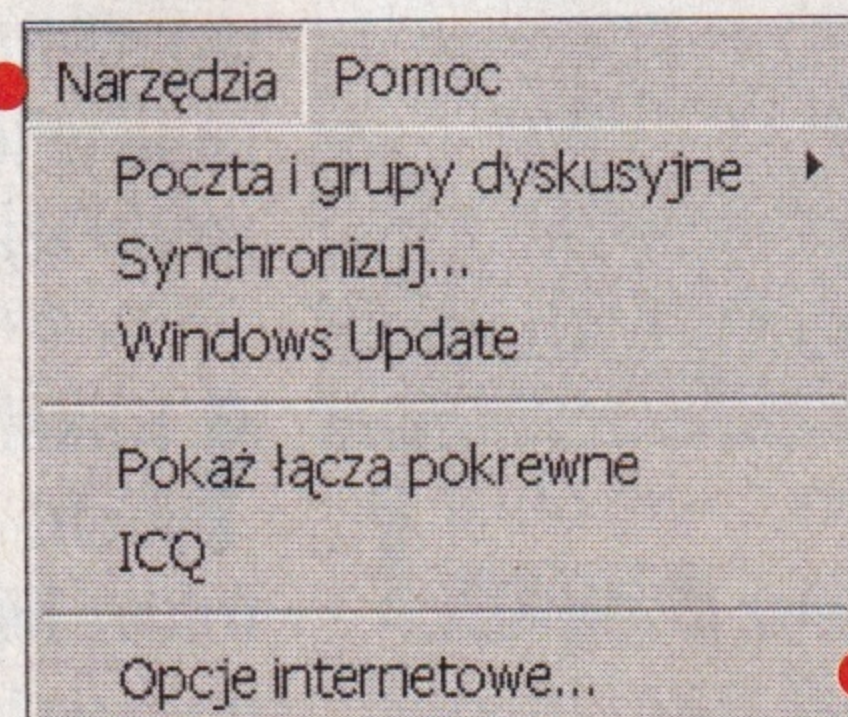 Narzędzia Pomoc
Poczta i grupy dyskusyjne
Synchronizuj...
Windows Update
Pokaż łącza pokrewne
ICQ
Opcje internetowe...